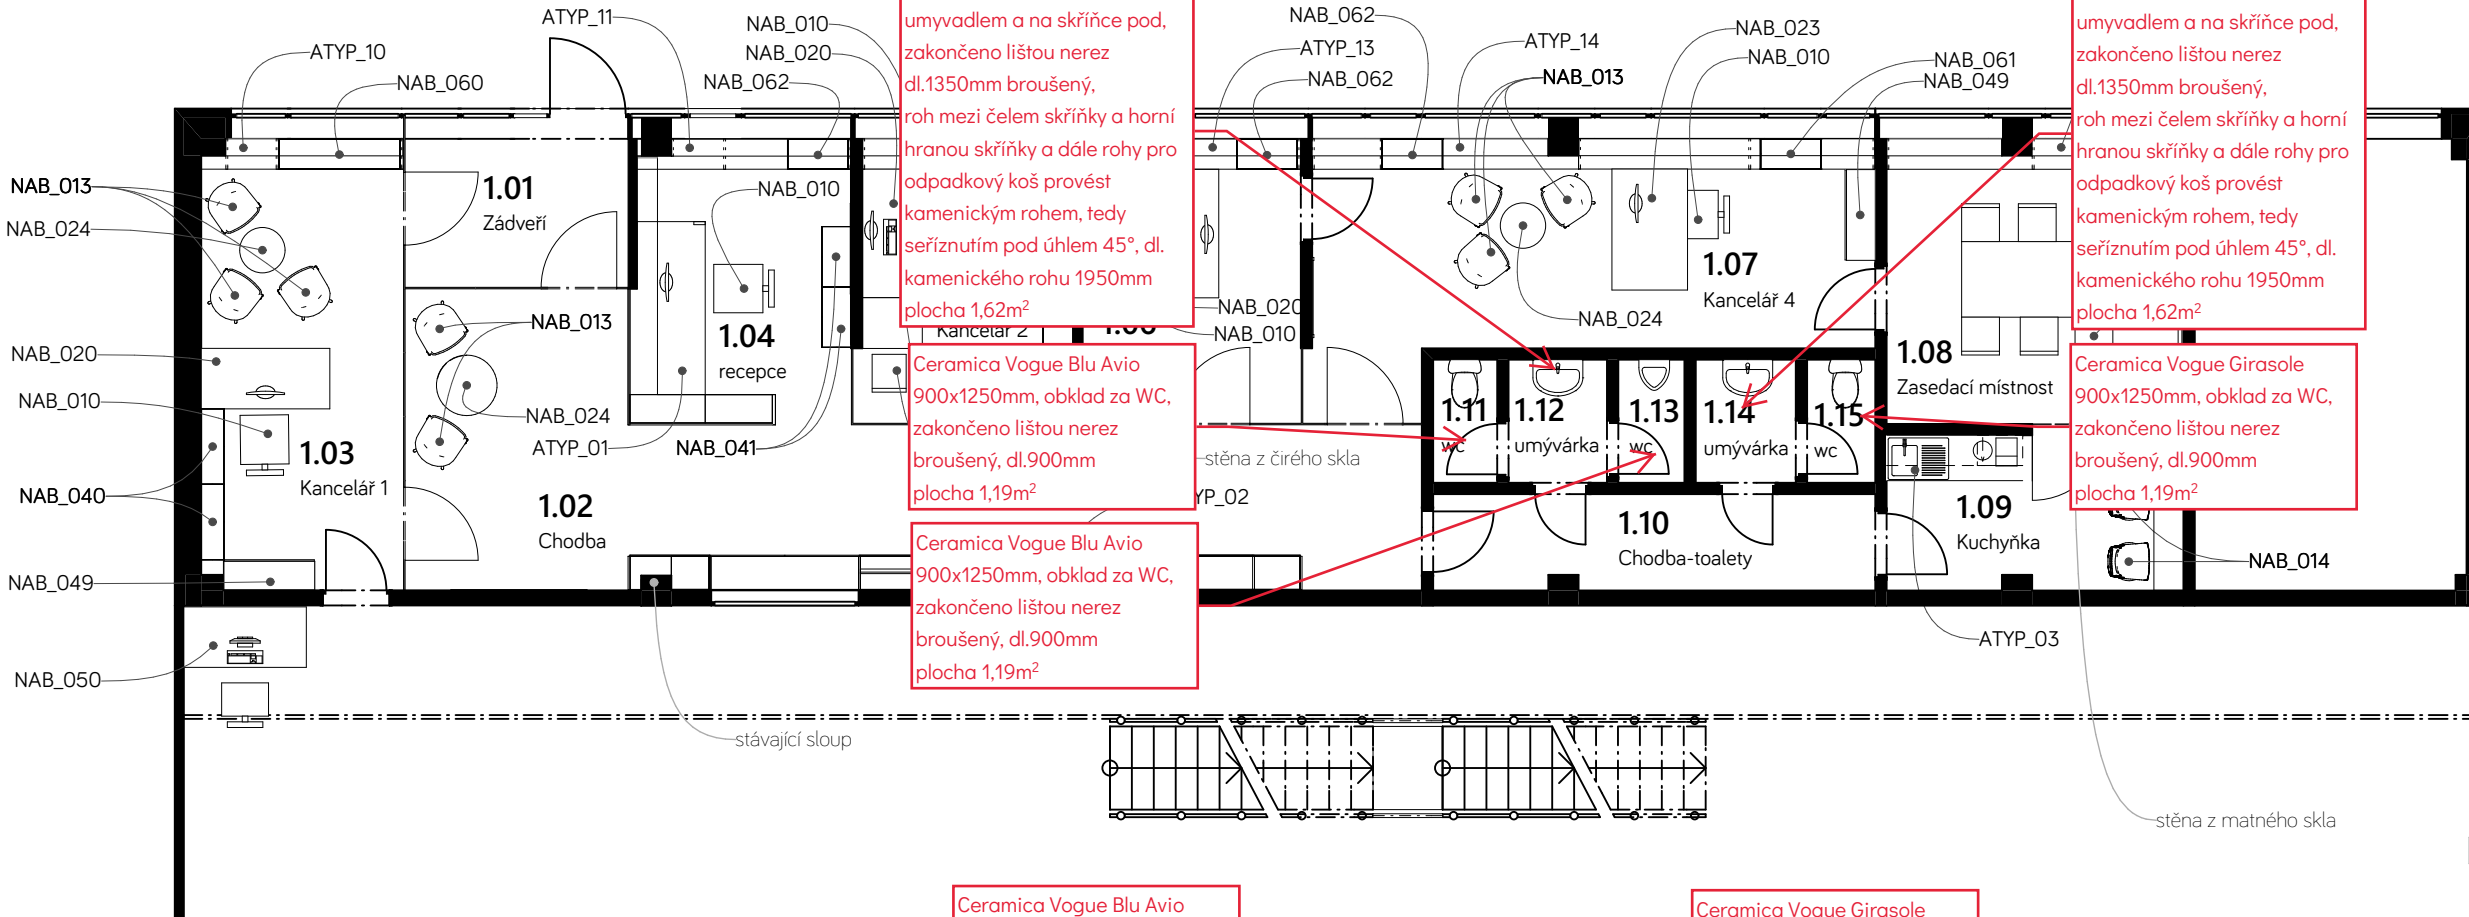 ATYP_11
NAB_010
NAB_020
NAB_062
ATYP_10
NAB_060
NAB_062
ATYP_13
NAB_062
ATYP_14
NAB_013
NAB_023
NAB_010
NAB_061
NAB_049
umyvadlem a na skříňce pod,
zakončeno lištou nerez
dl.1350mm broušený,
roh mezi čelem skříňky a horní
hranou skříňky a dále rohy pro
odpadkový koš provést
kamenickým rohem, tedy
seříznutím pod úhlem 45°, dl.
kamenického rohu 1950mm
plocha 1,62m²
umyvadlem a na skříňce pod,
zakončeno lištou nerez
dl.1350mm broušený,
roh mezi čelem skříňky a horní
hranou skříňky a dále rohy pro
odpadkový koš provést
kamenickým rohem, tedy
seříznutím pod úhlem 45°, dl.
kamenického rohu 1950mm
plocha 1,62m²
NAB_013
NAB_024
1.01
Zádveří
NAB_010
NAB_013
1.04
recepce
Kancelář 2
NAB_020
NAB_010
1.07
Kancelář 4
NAB_024
NAB_020
NAB_010
1.03
Kancelář 1
NAB_024
ATYP_01
NAB_041
1.02
Chodba
NAB_040
NAB_049
NAB_050
Ceramica Vogue Blu Avio
900x1250mm, obklad za WC,
zakončeno lištou nerez
broušený, dl.900mm
plocha 1,19m²
Ceramica Vogue Blu Avio
900x1250mm, obklad za WC,
zakončeno lištou nerez
broušený, dl.900mm
plocha 1,19m²
stěna z čirého skla
YP_02
1.11
wc
1.12
umývárka
1.13
wc
1.14
umývárka
1.15
wc
1.08
Zasedací místnost
Ceramica Vogue Girasole
900x1250mm, obklad za WC,
zakončeno lištou nerez
broušený, dl.900mm
plocha 1,19m²
1.10
Chodba-toalety
1.09
Kuchyňka
NAB_014
ATYP_03
stávající sloup
stěna z matného skla
Ceramica Vogue Blu Avio
Ceramica Vogue Girasole